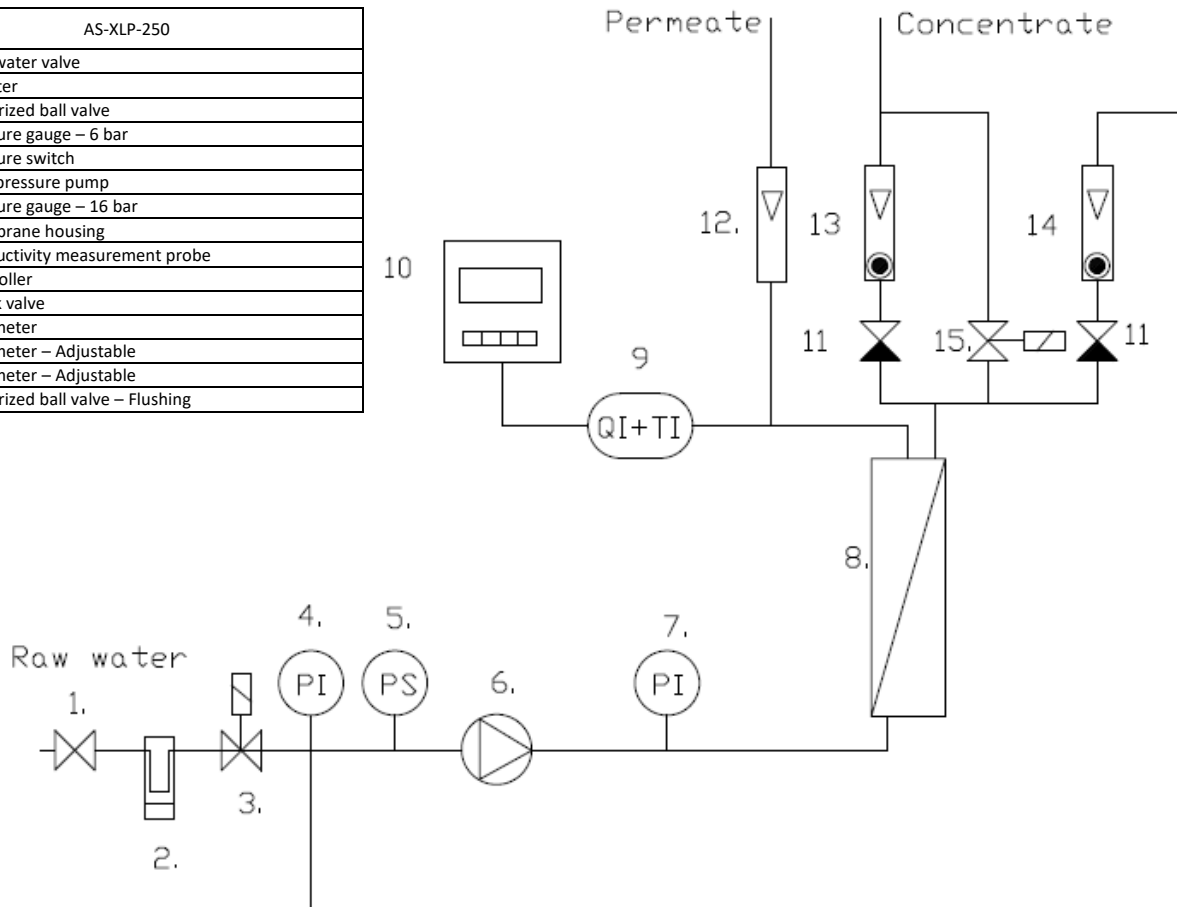 AS-XLP-250
water valve
ter
rized ball valve
ure gauge – 6 bar
ure switch
pressure pump
ure gauge – 16 bar
brane housing
uctivity measurement probe
oller
valve
meter
meter – Adjustable
meter – Adjustable
rized ball valve – Flushing
Permeate
Concentrate
12.
13
14
10
11
15.
11
9
QI+TI
8.
4.
5.
7.
Raw water
PI
PS
6.
PI
1.
3.
2.